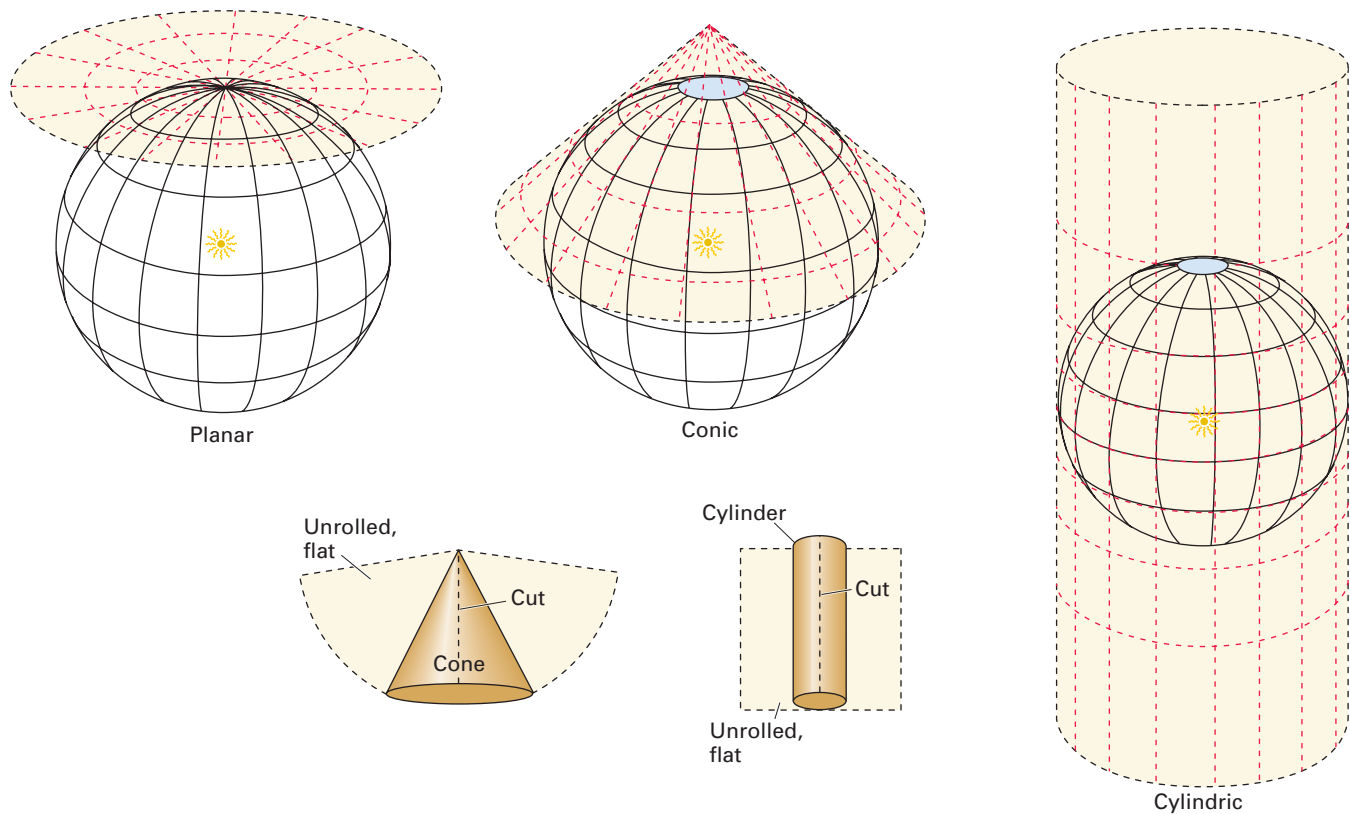 Planar
Conic
Unrolled,
flat
Cut
Cone
Cylinder
Cut
Unrolled,
flat
Cylindric